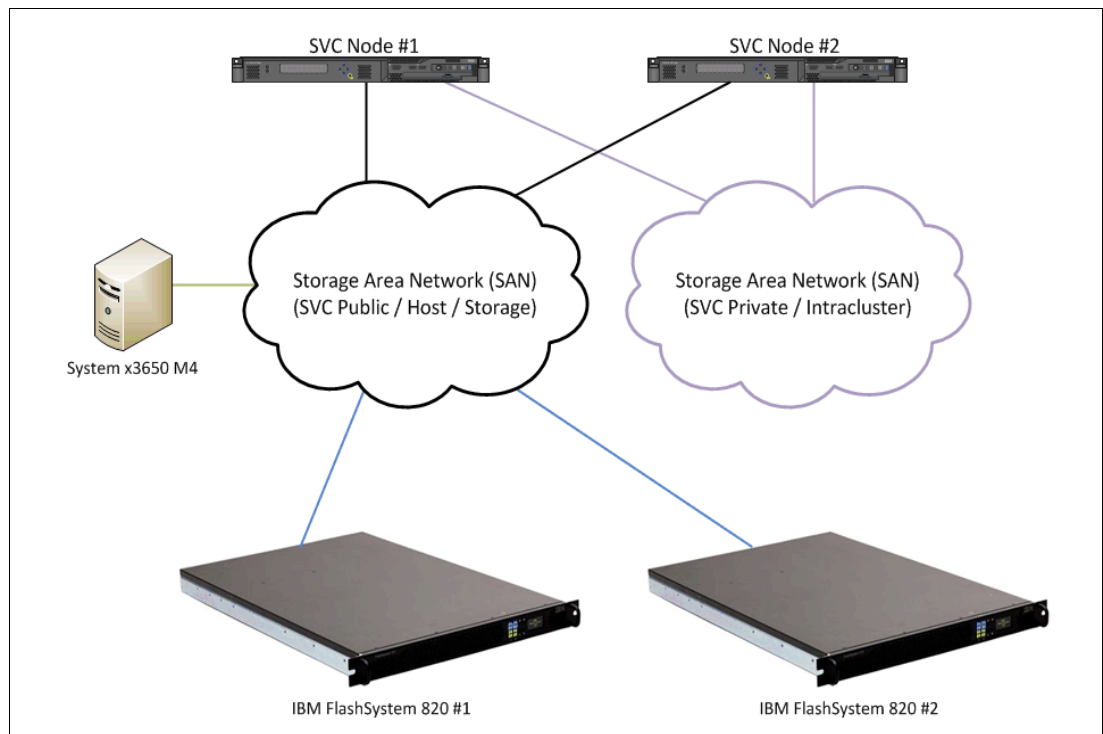 SVC Node #1
SVC Node #2
Storage Area Network (SAN)
(SVC Public / Host / Storage)
Storage Area Network (SAN)
(SVC Private / Intracluster)
System x3650 M4
IBM FlashSystem 820 #1
IBM FlashSystem 820 #2